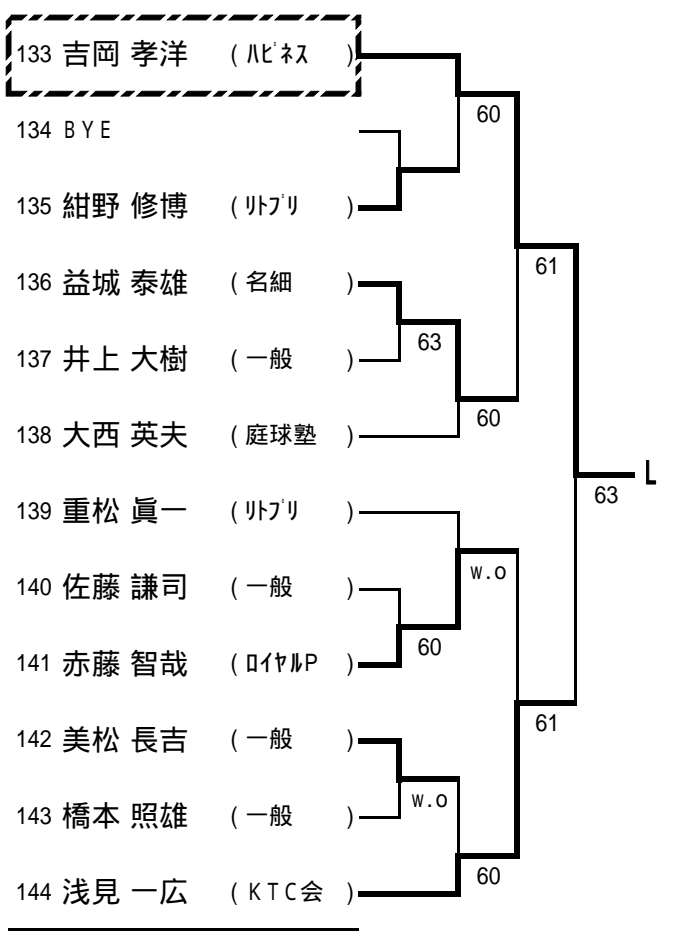 133 吉岡 孝洋 (ﾊﾋﾟﾈｽ)
60
134 BYE
135 紺野 修博 (ﾘﾄﾌﾟﾘ)
61
136 益城 泰雄 (名細)
63
137 井上 大樹 (一般)
60
138 大西 英夫 (庭球塾)
L
63
139 重松 眞一 (ﾘﾄﾌﾟﾘ)
w.o
140 佐藤 謙司 (一般)
60
141 赤藤 智哉 (ﾛｲﾔﾙP)
61
142 美松 長吉 (一般)
w.o
143 橋本 照雄 (一般)
60
144 浅見 一広 (KTC会)